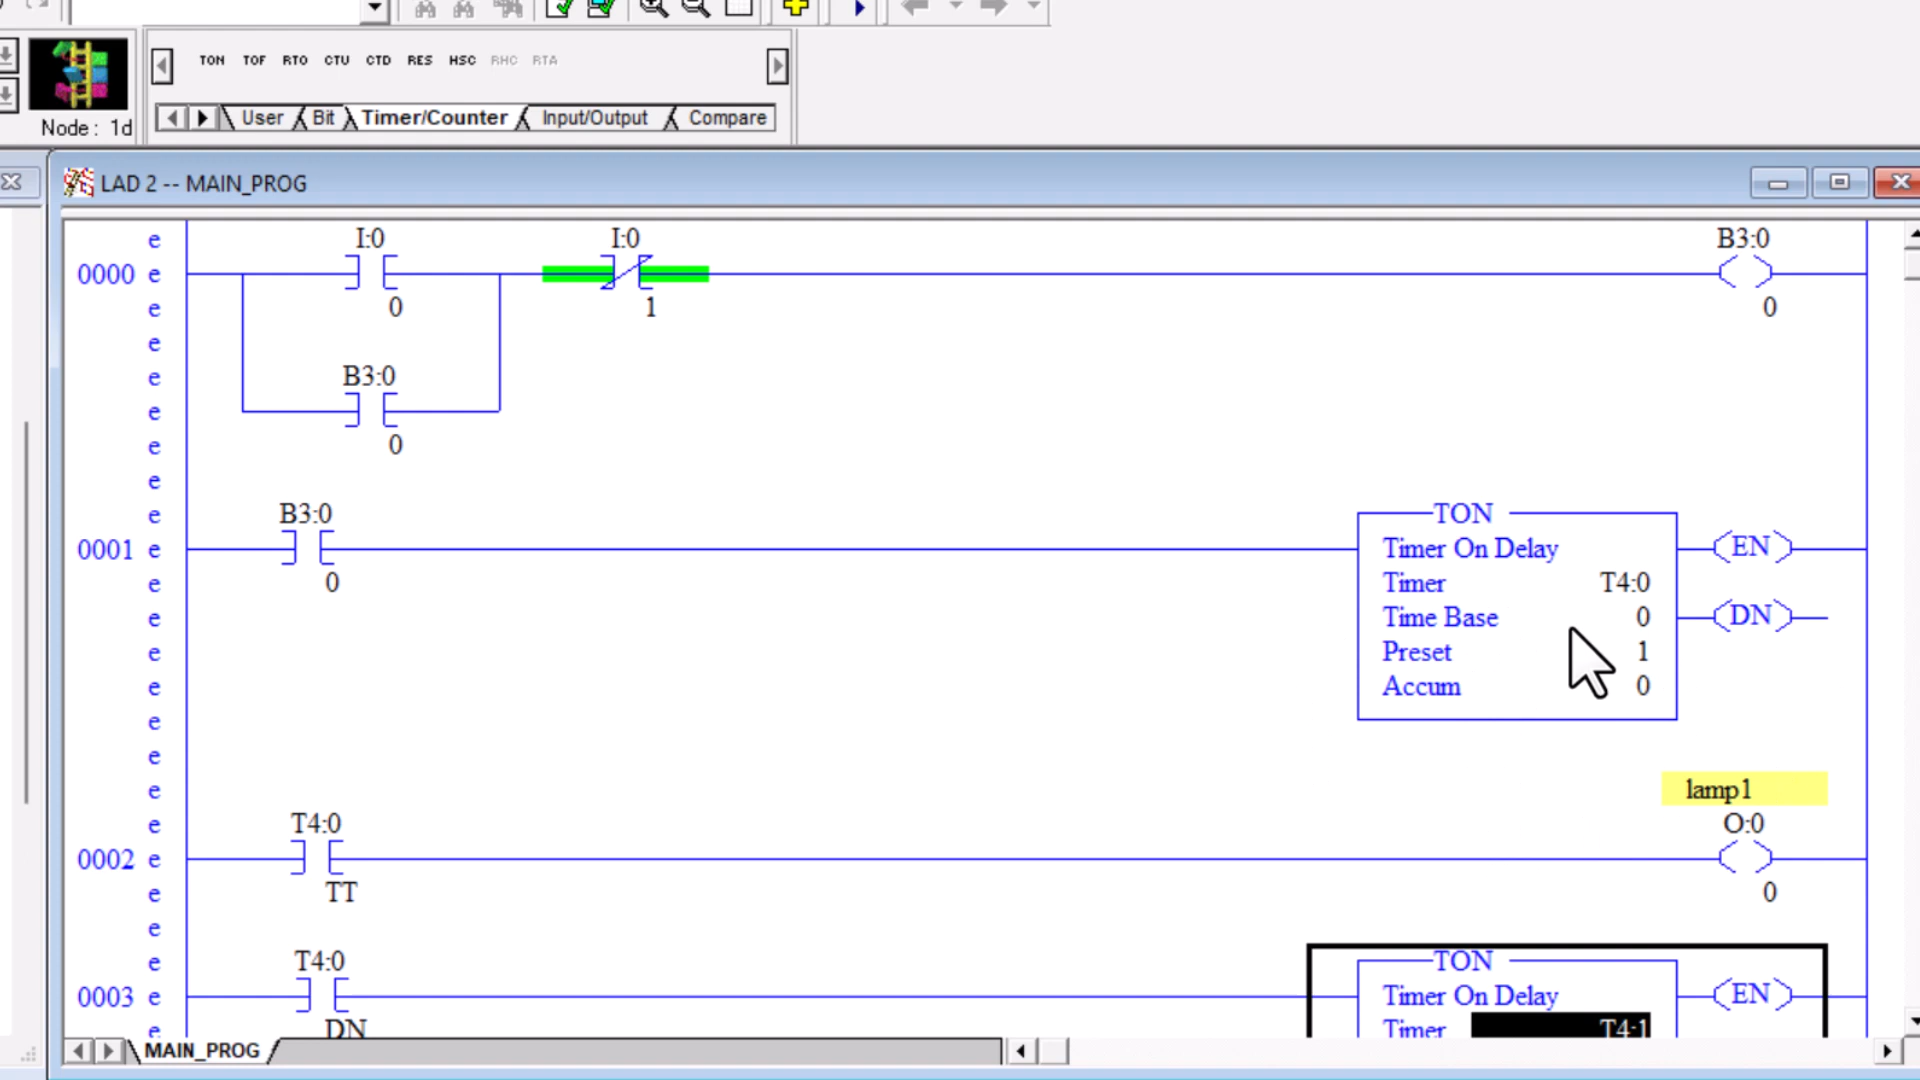 TON TOF RTO CTU CTD RES HSC RHC RTA
User Bit Timer/Counter Input/Output Compare
Node : 1d
LAD 2 -- MAIN_PROG
e I:0 I:0 B3:0
0000 e
e 0 1 0
e
e B3:0
e
e 0
e
e B3:0 TON
0001 e Timer On Delay EN
e 0 Timer T4:0
e Time Base 0 DN
e Preset 1
e Accum 0
e
e
e lamp1
e T4:0 O:0
0002 e
e TT 0
e
e T4:0 TON
0003 e Timer On Delay EN
e DN Timer T4:1
MAIN_PROG